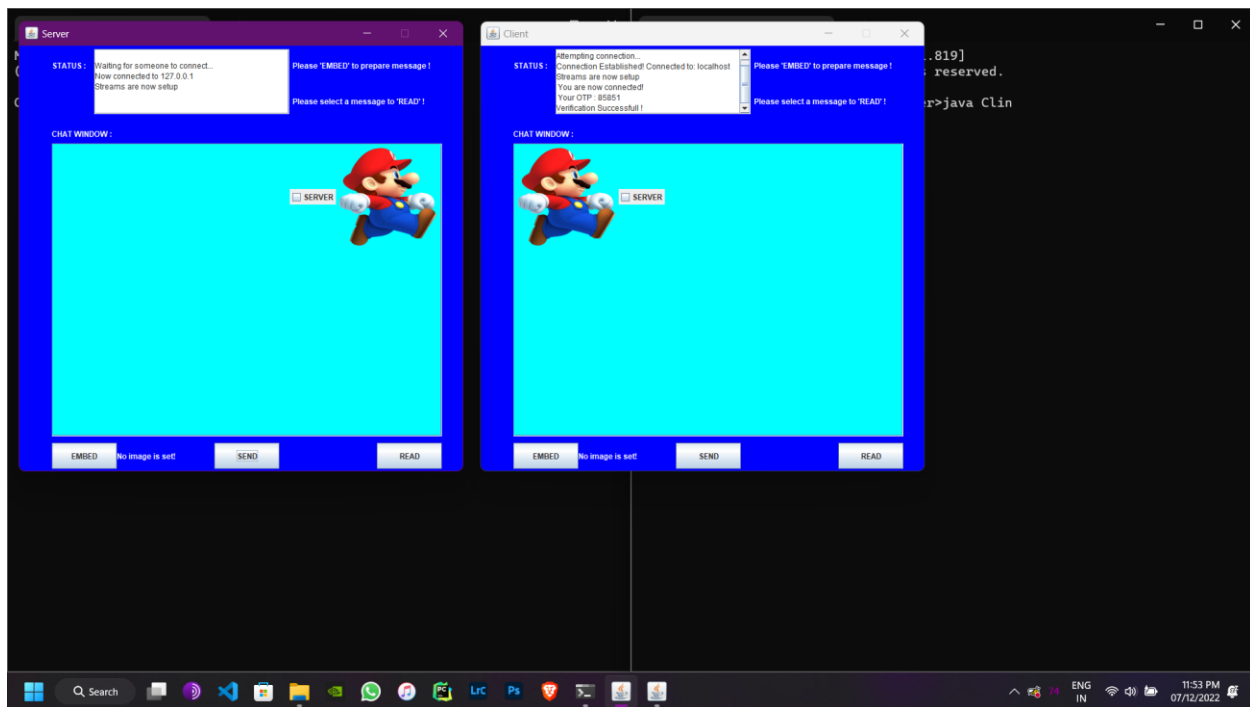 Server
STATUS :
Waiting for someone to connect...
Now connected to 127.0.0.1
Streams are now setup
Please 'EMBED' to prepare message !
Please select a message to 'READ' !
CHAT WINDOW :
SERVER
EMBED
No image is set!
SEND
READ
Client
STATUS :
Attempting connection...
Connection Established! Connected to: localhost
Streams are now setup
You are now connected!
Your OTP : 85851
Verification Successfull !
Please 'EMBED' to prepare message !
Please select a message to 'READ' !
CHAT WINDOW :
SERVER
EMBED
No image is set!
SEND
READ
.819]
reserved.
r>java Clin
Search
PC
LrC
Ps
ENG
IN
11:53 PM
07/12/2022